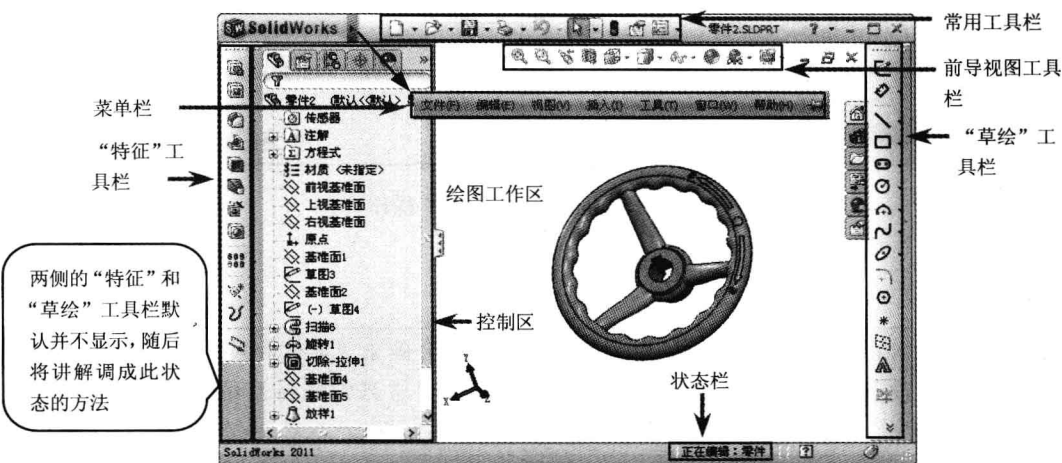 SolidWorks
零件2.SLDPRT
?
常用工具栏
前导视图工具
栏
菜单栏
文件(F) 编辑(E) 视图(V) 插入(I) 工具(T) 窗口(W) 帮助(H)
“特征”工
具栏
“草绘”工
具栏
零件2 (默认<<默认>
传感器
注解
方程式
材质 <未指定>
前视基准面
上视基准面
右视基准面
原点
基准面1
草图3
基准面2
(-) 草图4
扫描6
旋转1
切除-拉伸1
基准面4
基准面5
放样1
绘图工作区
控制区
两侧的“特征”和
“草绘”工具栏默
认并不显示，随后
将讲解调成此状
态的方法
Y
X
Z
状态栏
SolidWorks 2011
正在编辑：零件
?